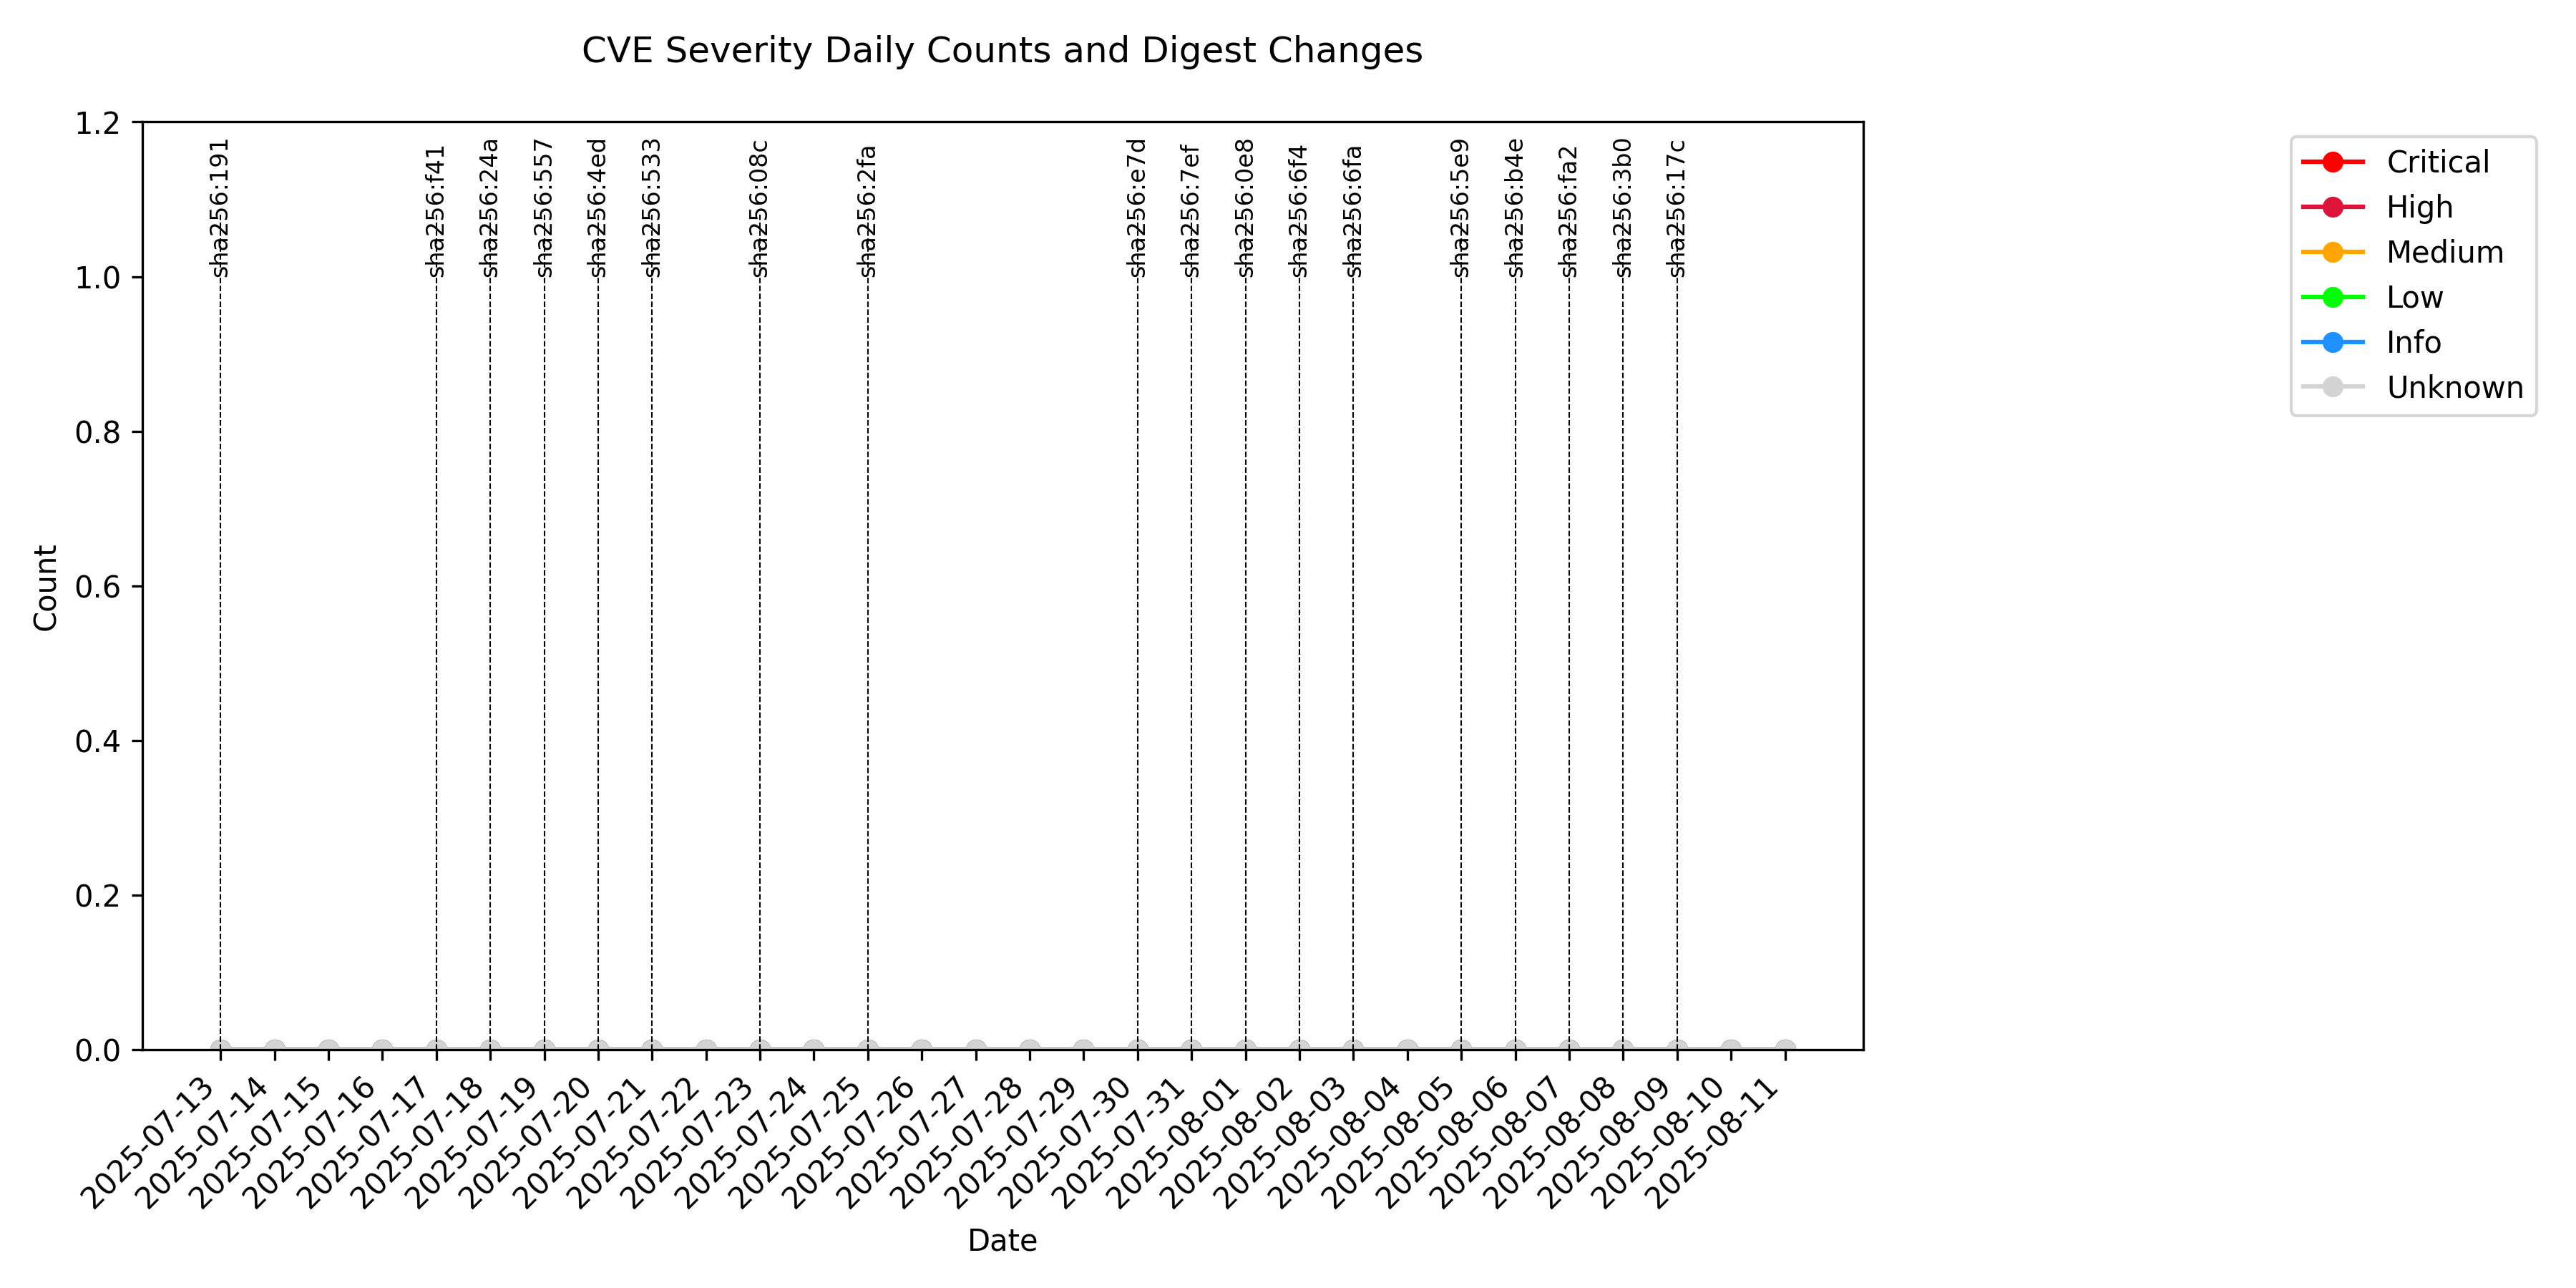 CVE Severity Daily Counts and Digest Changes
1.2
1.0
0.8
0.6
0.4
0.2
0.0
Count
sha256:191
sha256:f41
sha256:24a
sha256:557
sha256:4ed
sha256:533
sha256:08c
sha256:2fa
sha256:e7d
sha256:7ef
sha256:0e8
sha256:6f4
sha256:6fa
sha256:5e9
sha256:b4e
sha256:fa2
sha256:3b0
sha256:17c
2025-07-13
2025-07-14
2025-07-15
2025-07-16
2025-07-17
2025-07-18
2025-07-19
2025-07-20
2025-07-21
2025-07-22
2025-07-23
2025-07-24
2025-07-25
2025-07-26
2025-07-27
2025-07-28
2025-07-29
2025-07-30
2025-07-31
2025-08-01
2025-08-02
2025-08-03
2025-08-04
2025-08-05
2025-08-06
2025-08-07
2025-08-08
2025-08-09
2025-08-10
2025-08-11
Date
Critical
High
Medium
Low
Info
Unknown